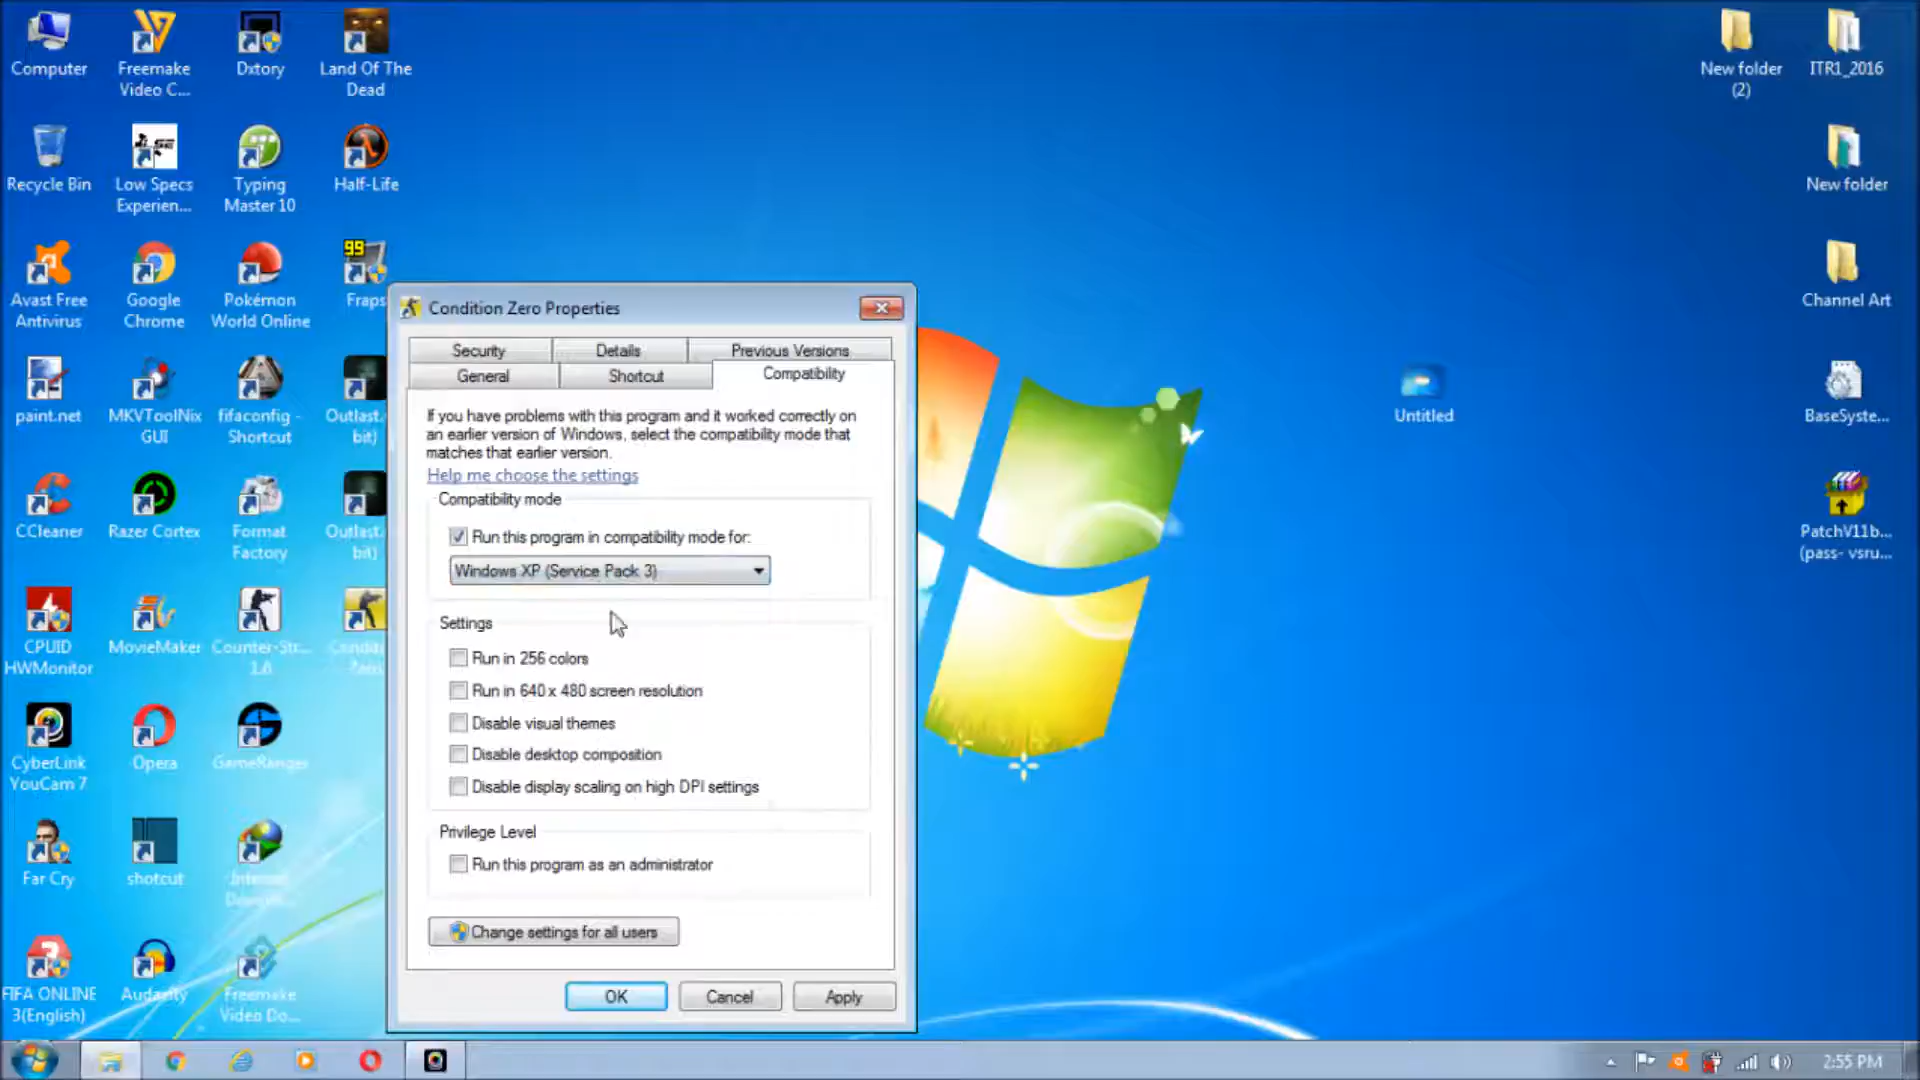 Computer
Freemake
Video C...
Dxtory
Land Of The
Dead
New folder
(2)
ITR1_2016
Recycle Bin
Low Specs
Experien...
Typing
Master 10
Half-Life
New folder
Avast Free
Antivirus
Google
Chrome
Pokémon
World Online
99
Fraps
Channel Art
paint.net
MKVToolNix
GUI
fifaconfig -
Shortcut
Outlast.
bit)
Untitled
BaseSyste...
CCleaner
Razer Cortex
Format
Factory
Outlast.
bit)
PatchV11b...
(pass- vsru...
CPUID
HWMonitor
MovieMaker
Counter-Str...
1.6
Condit
Zero
CyberLink
YouCam 7
Opera
GameRanger
Far Cry
shotcut
Internet
FIFA ONLINE
3(English)
Audacity
Freemake
Video Do...
Condition Zero Properties
Security
Details
Previous Versions
General
Shortcut
Compatibility
If you have problems with this program and it worked correctly on
an earlier version of Windows, select the compatibility mode that
matches that earlier version.
Help me choose the settings
Compatibility mode
Run this program in compatibility mode for:
Windows XP (Service Pack 3)
Settings
Run in 256 colors
Run in 640 x 480 screen resolution
Disable visual themes
Disable desktop composition
Disable display scaling on high DPI settings
Privilege Level
Run this program as an administrator
Change settings for all users
OK
Cancel
Apply
2:55 PM